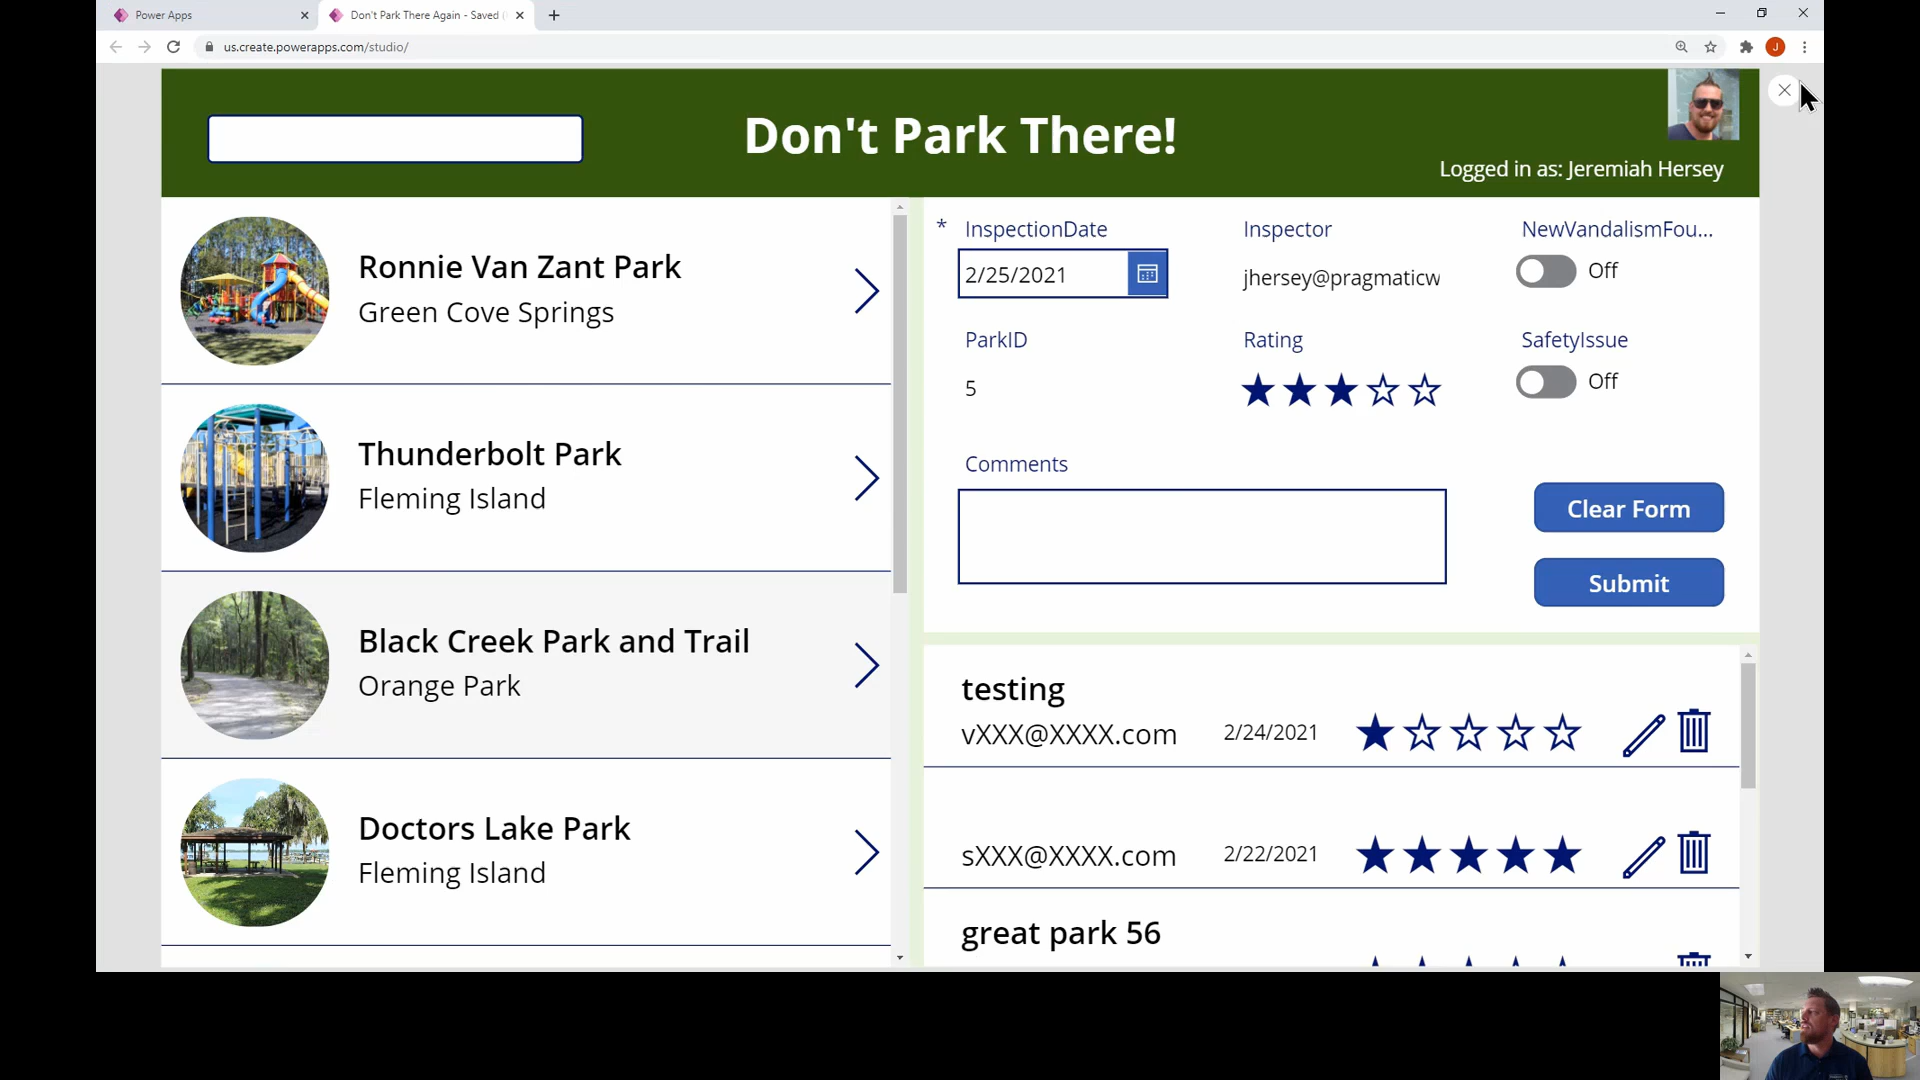 Power Apps
Don't Park There Again - Saved (
us.create.powerapps.com/studio/
J
Don't Park There!
Logged in as: Jeremiah Hersey
Ronnie Van Zant Park
Green Cove Springs
Thunderbolt Park
Fleming Island
Black Creek Park and Trail
Orange Park
Doctors Lake Park
Fleming Island
* InspectionDate Inspector NewVandalismFou...
2/25/2021 jhersey@pragmaticw Off
ParkID Rating SafetyIssue
5 Off
Comments
Clear Form
Submit
testing
vXXX@XXXX.com 2/24/2021
sXXX@XXXX.com 2/22/2021
great park 56